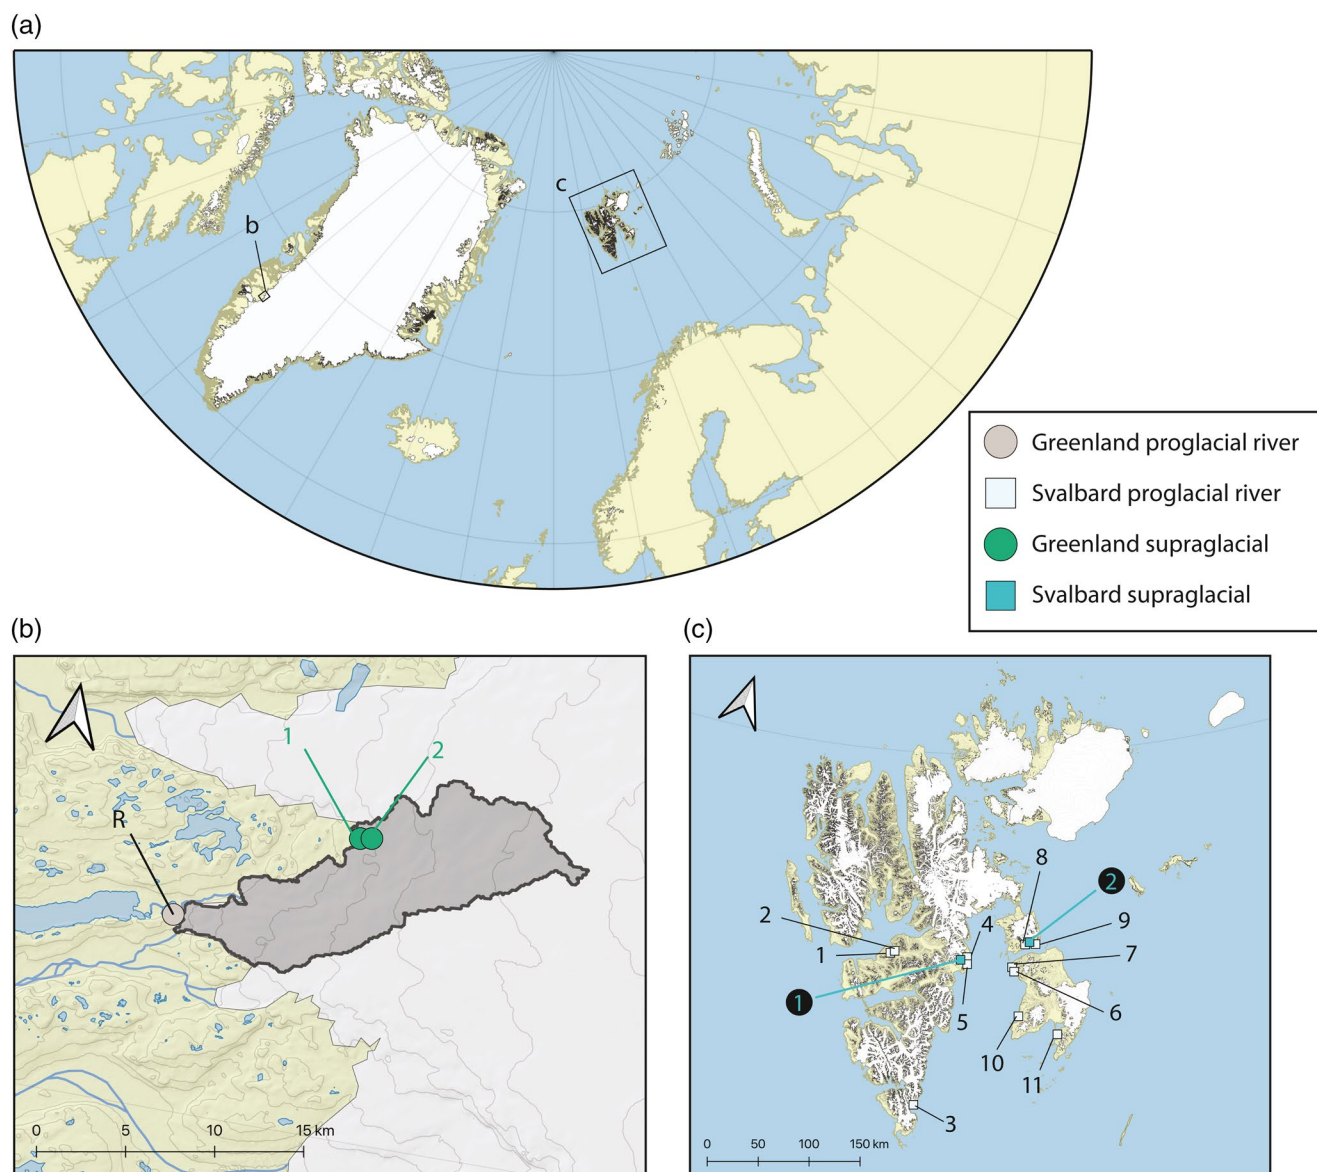 (a)
c
b
Greenland proglacial river
Svalbard proglacial river
Greenland supraglacial
Svalbard supraglacial
(b)
1
2
R
0 5 10 15 km
(c)
8
2
2
4
9
1
7
1
5
6
10
11
3
0 50 100 150 km